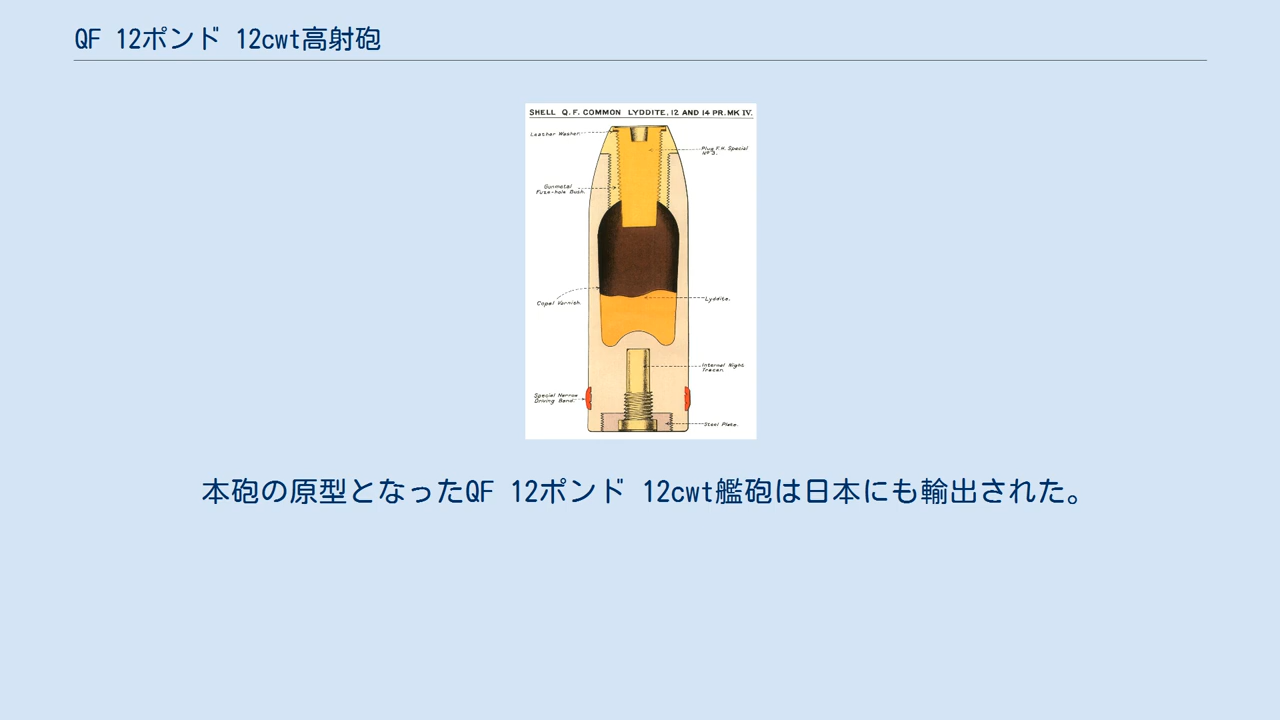 QF 12ポンド 12cwt高射砲
SHELL Q.F. COMMON LYDDITE. 12 AND 14 PR. MK IV.
Leather Washer.
Plug F.H. Special
Nº 3.
Gunmetal
Fuze-hole Bush.
Copal Varnish.
Lyddite.
Internal Night
Tracer.
Special Narrow
Driving Band.
Steel Plate.
本砲の原型となったQF 12ポンド 12cwt艦砲は日本にも輸出された。